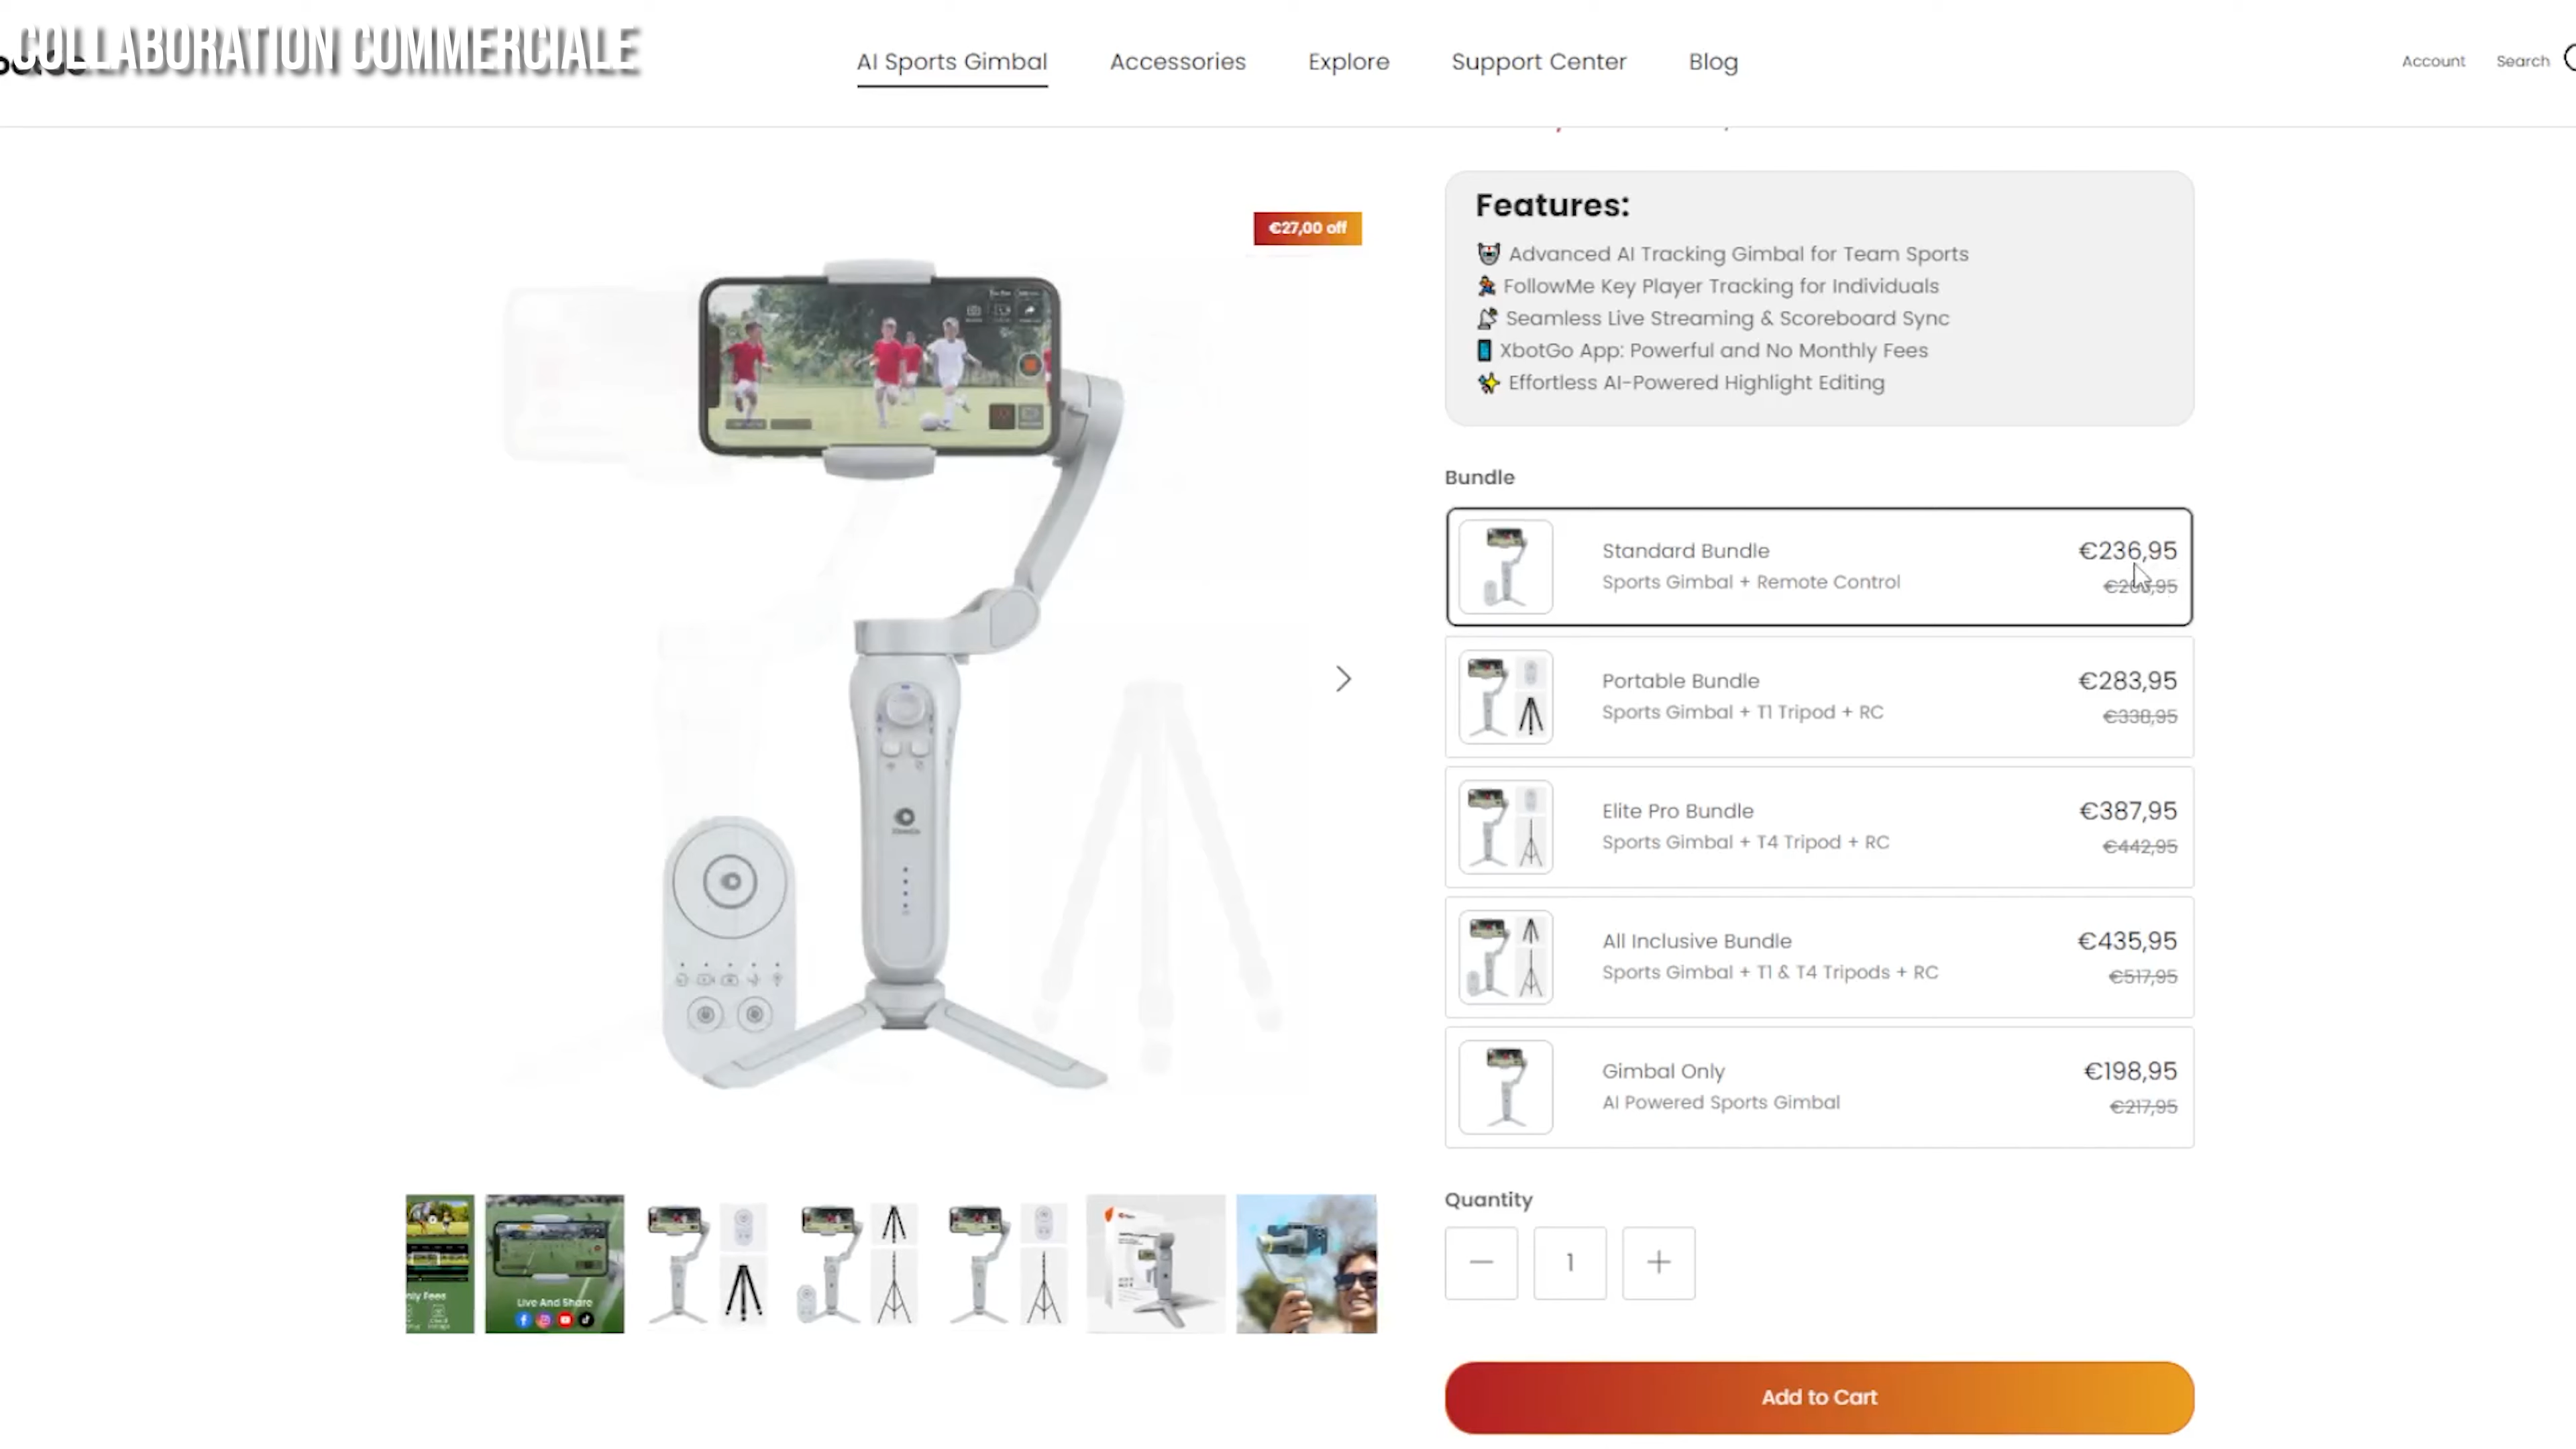 COLLABORATION COMMERCIALE
AI Sports Gimbal
Accessories
Explore
Support Center
Blog
Account
Search
€27,00 off
Features:
Advanced AI Tracking Gimbal for Team Sports
FollowMe Key Player Tracking for Individuals
Seamless Live Streaming & Scoreboard Sync
XbotGo App: Powerful and No Monthly Fees
Effortless AI-Powered Highlight Editing
Bundle
Standard Bundle
€236,95
Sports Gimbal + Remote Control
Portable Bundle
€283,95
Sports Gimbal + T1 Tripod + RC
€338,95
Elite Pro Bundle
€387,95
Sports Gimbal + T4 Tripod + RC
€442,95
All Inclusive Bundle
€435,95
Sports Gimbal + T1 & T4 Tripods + RC
€517,95
Gimbal Only
€198,95
AI Powered Sports Gimbal
€217,95
Live And Share
Quantity
1
Add to Cart